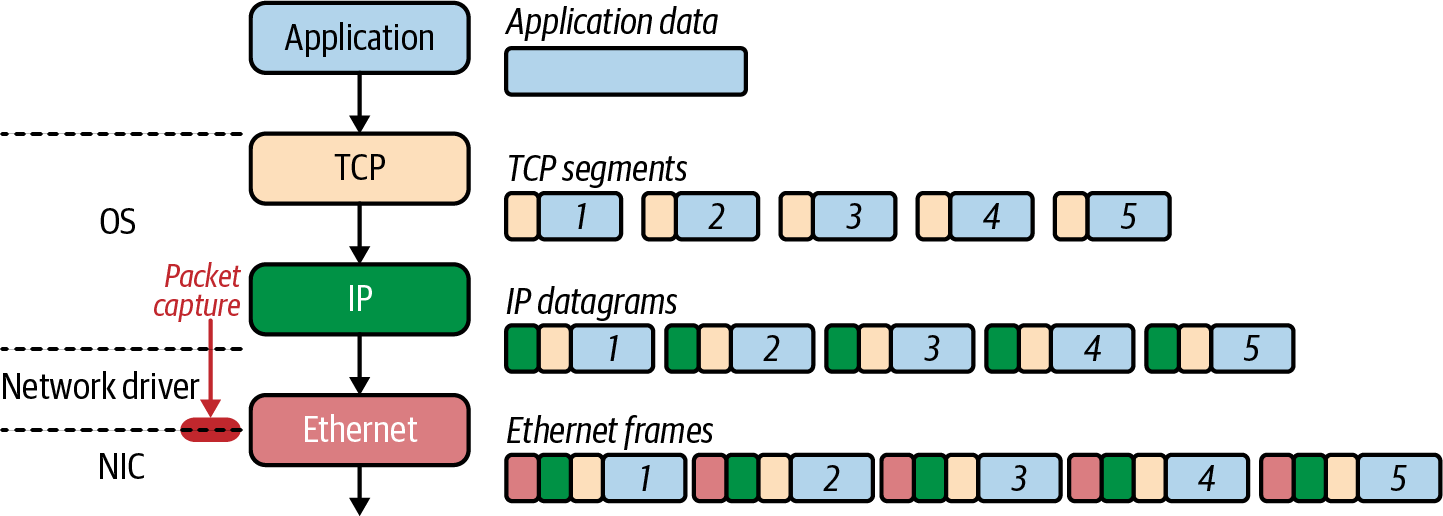 Application
Application data
TCP
TCP segments
1 2 3 4 5
OS
Packet
capture
IP
IP datagrams
1 2 3 4 5
Network driver
Ethernet
Ethernet frames
1 2 3 4 5
NIC